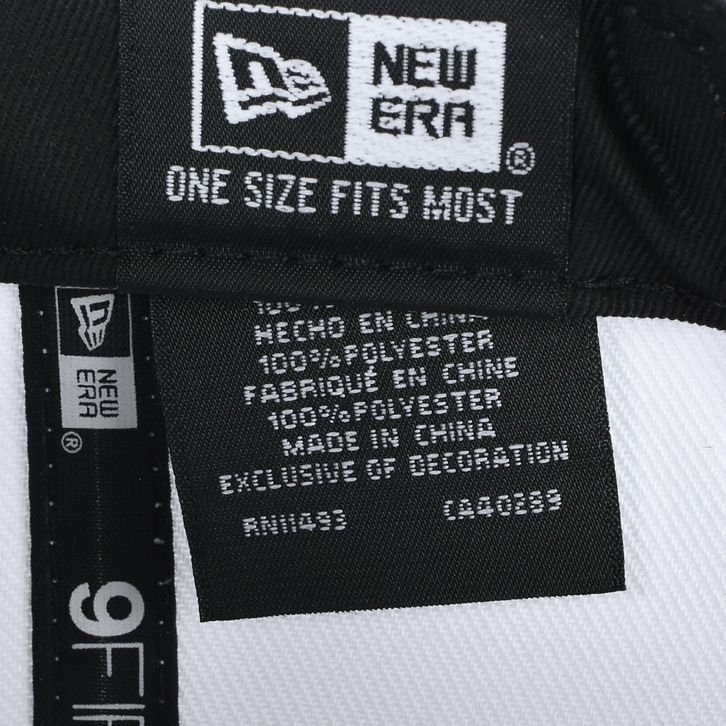 NEW
ERA
®
ONE SIZE FITS MOST
HECHO EN CHINA
100%POLYESTER
FABRIQUÉ EN CHINE
100%POLYESTER
MADE IN CHINA
EXCLUSIVE OF DECORATION
RN11493 CA40299
NEW
ERA
®
9FI